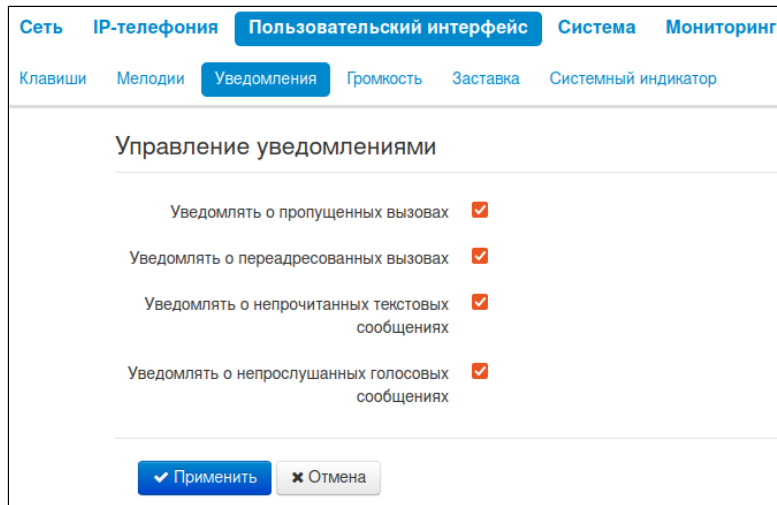 Сеть IP-телефония Пользовательский интерфейс Система Мониторинг
Клавиши Мелодии Уведомления Громкость Заставка Системный индикатор
Управление уведомлениями
Уведомлять о пропущенных вызовах
Уведомлять о переадресованных вызовах
Уведомлять о непрочитанных текстовых
сообщениях
Уведомлять о непрослушанных голосовых
сообщениях
Применить Отмена